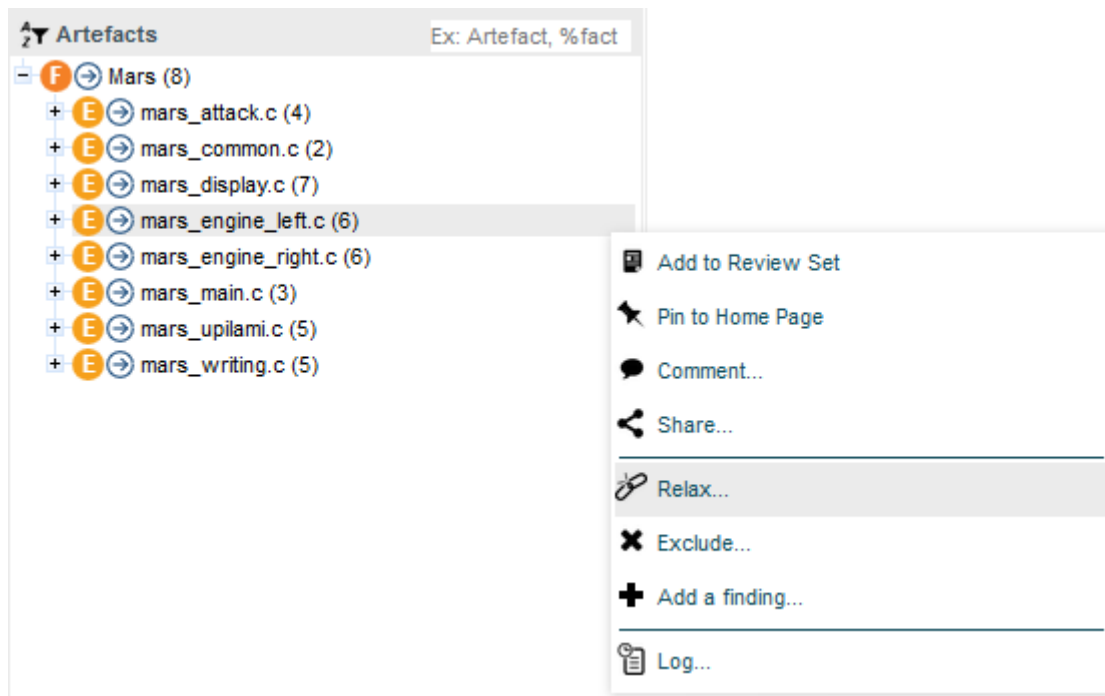 Artefacts Ex: Artefact, %fact
F Mars (8)
E mars_attack.c (4)
E mars_common.c (2)
E mars_display.c (7)
E mars_engine_left.c (6)
E mars_engine_right.c (6)
E mars_main.c (3)
E mars_upilami.c (5)
E mars_writing.c (5)
Add to Review Set
Pin to Home Page
Comment...
Share...
Relax...
Exclude...
Add a finding...
Log...